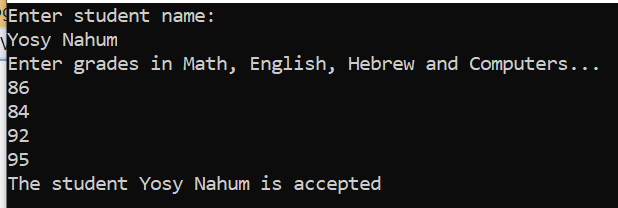 Enter student name:
Yosy Nahum
Enter grades in Math, English, Hebrew and Computers...
86
84
92
95
The student Yosy Nahum is accepted